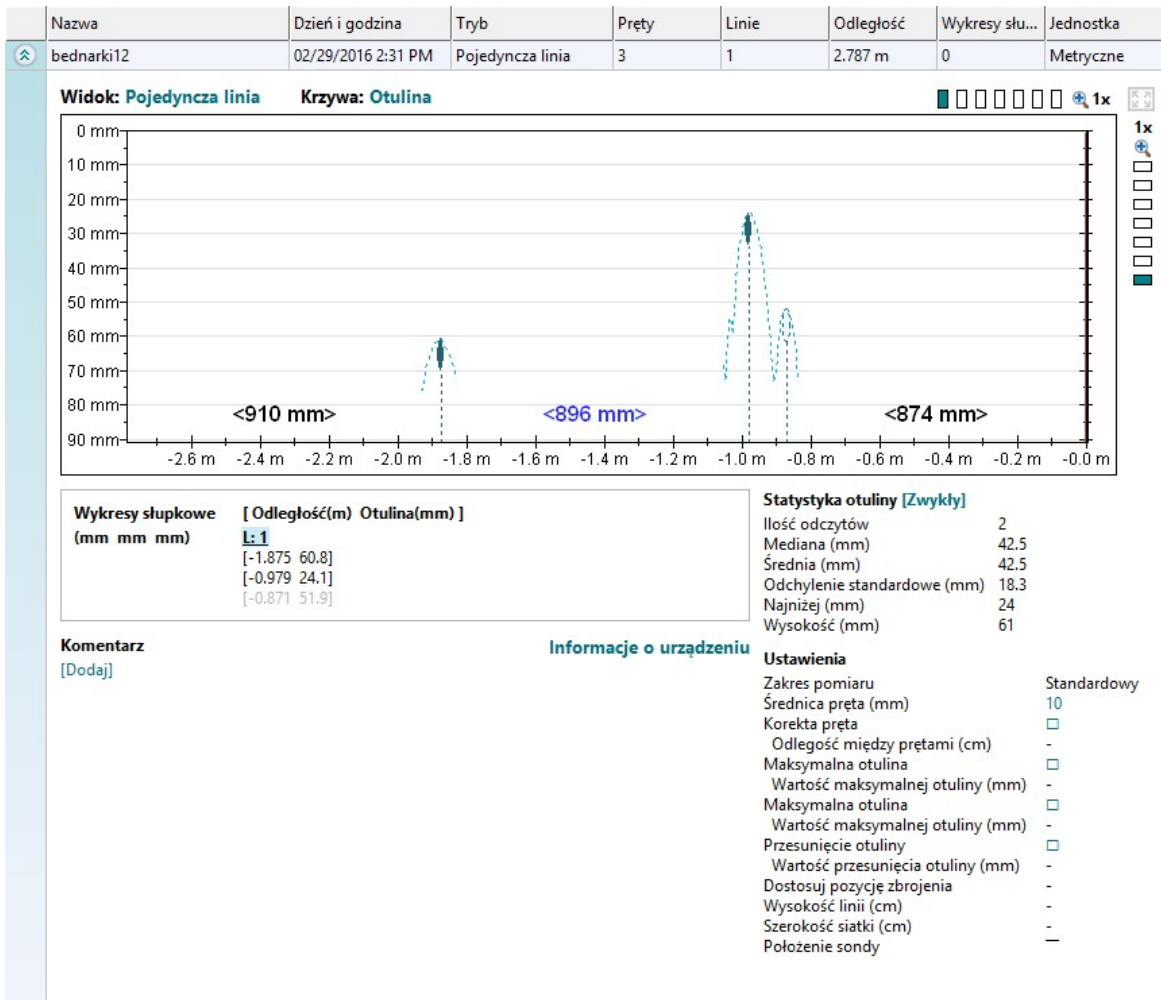 Nazwa Dzień i godzina Tryb Pręty Linie Odległość Wykresy słu... Jednostka
bednarki12 02/29/2016 2:31 PM Pojedyncza linia 3 1 2.787 m 0 Metryczne
Widok: Pojedyncza linia Krzywa: Otulina 1x
1x
0 mm
10 mm
20 mm
30 mm
40 mm
50 mm
60 mm
70 mm
80 mm
<910 mm> <896 mm> <874 mm>
90 mm
-2.6 m -2.4 m -2.2 m -2.0 m -1.8 m -1.6 m -1.4 m -1.2 m -1.0 m -0.8 m -0.6 m -0.4 m -0.2 m -0.0 m
Wykresy słupkowe [ Odległość(m) Otulina(mm) ]
(mm mm mm) L: 1
[-1.875 60.8]
[-0.979 24.1]
[-0.871 51.9]
Komentarz
[Dodaj]
Informacje o urządzeniu
Statystyka otuliny [Zwykły]
Ilość odczytów 2
Mediana (mm) 42.5
Średnia (mm) 42.5
Odchylenie standardowe (mm) 18.3
Najniżej (mm) 24
Wysokość (mm) 61
Ustawienia
Zakres pomiaru Standardowy
Średnica pręta (mm) 10
Korekta pręta
Odlegość między prętami (cm) -
Maksymalna otulina
Wartość maksymalnej otuliny (mm) -
Maksymalna otulina
Wartość maksymalnej otuliny (mm) -
Przesunięcie otuliny
Wartość przesunięcia otuliny (mm) -
Dostosuj pozycję zbrojenia -
Wysokość linii (cm) -
Szerokość siatki (cm) -
Położenie sondy —